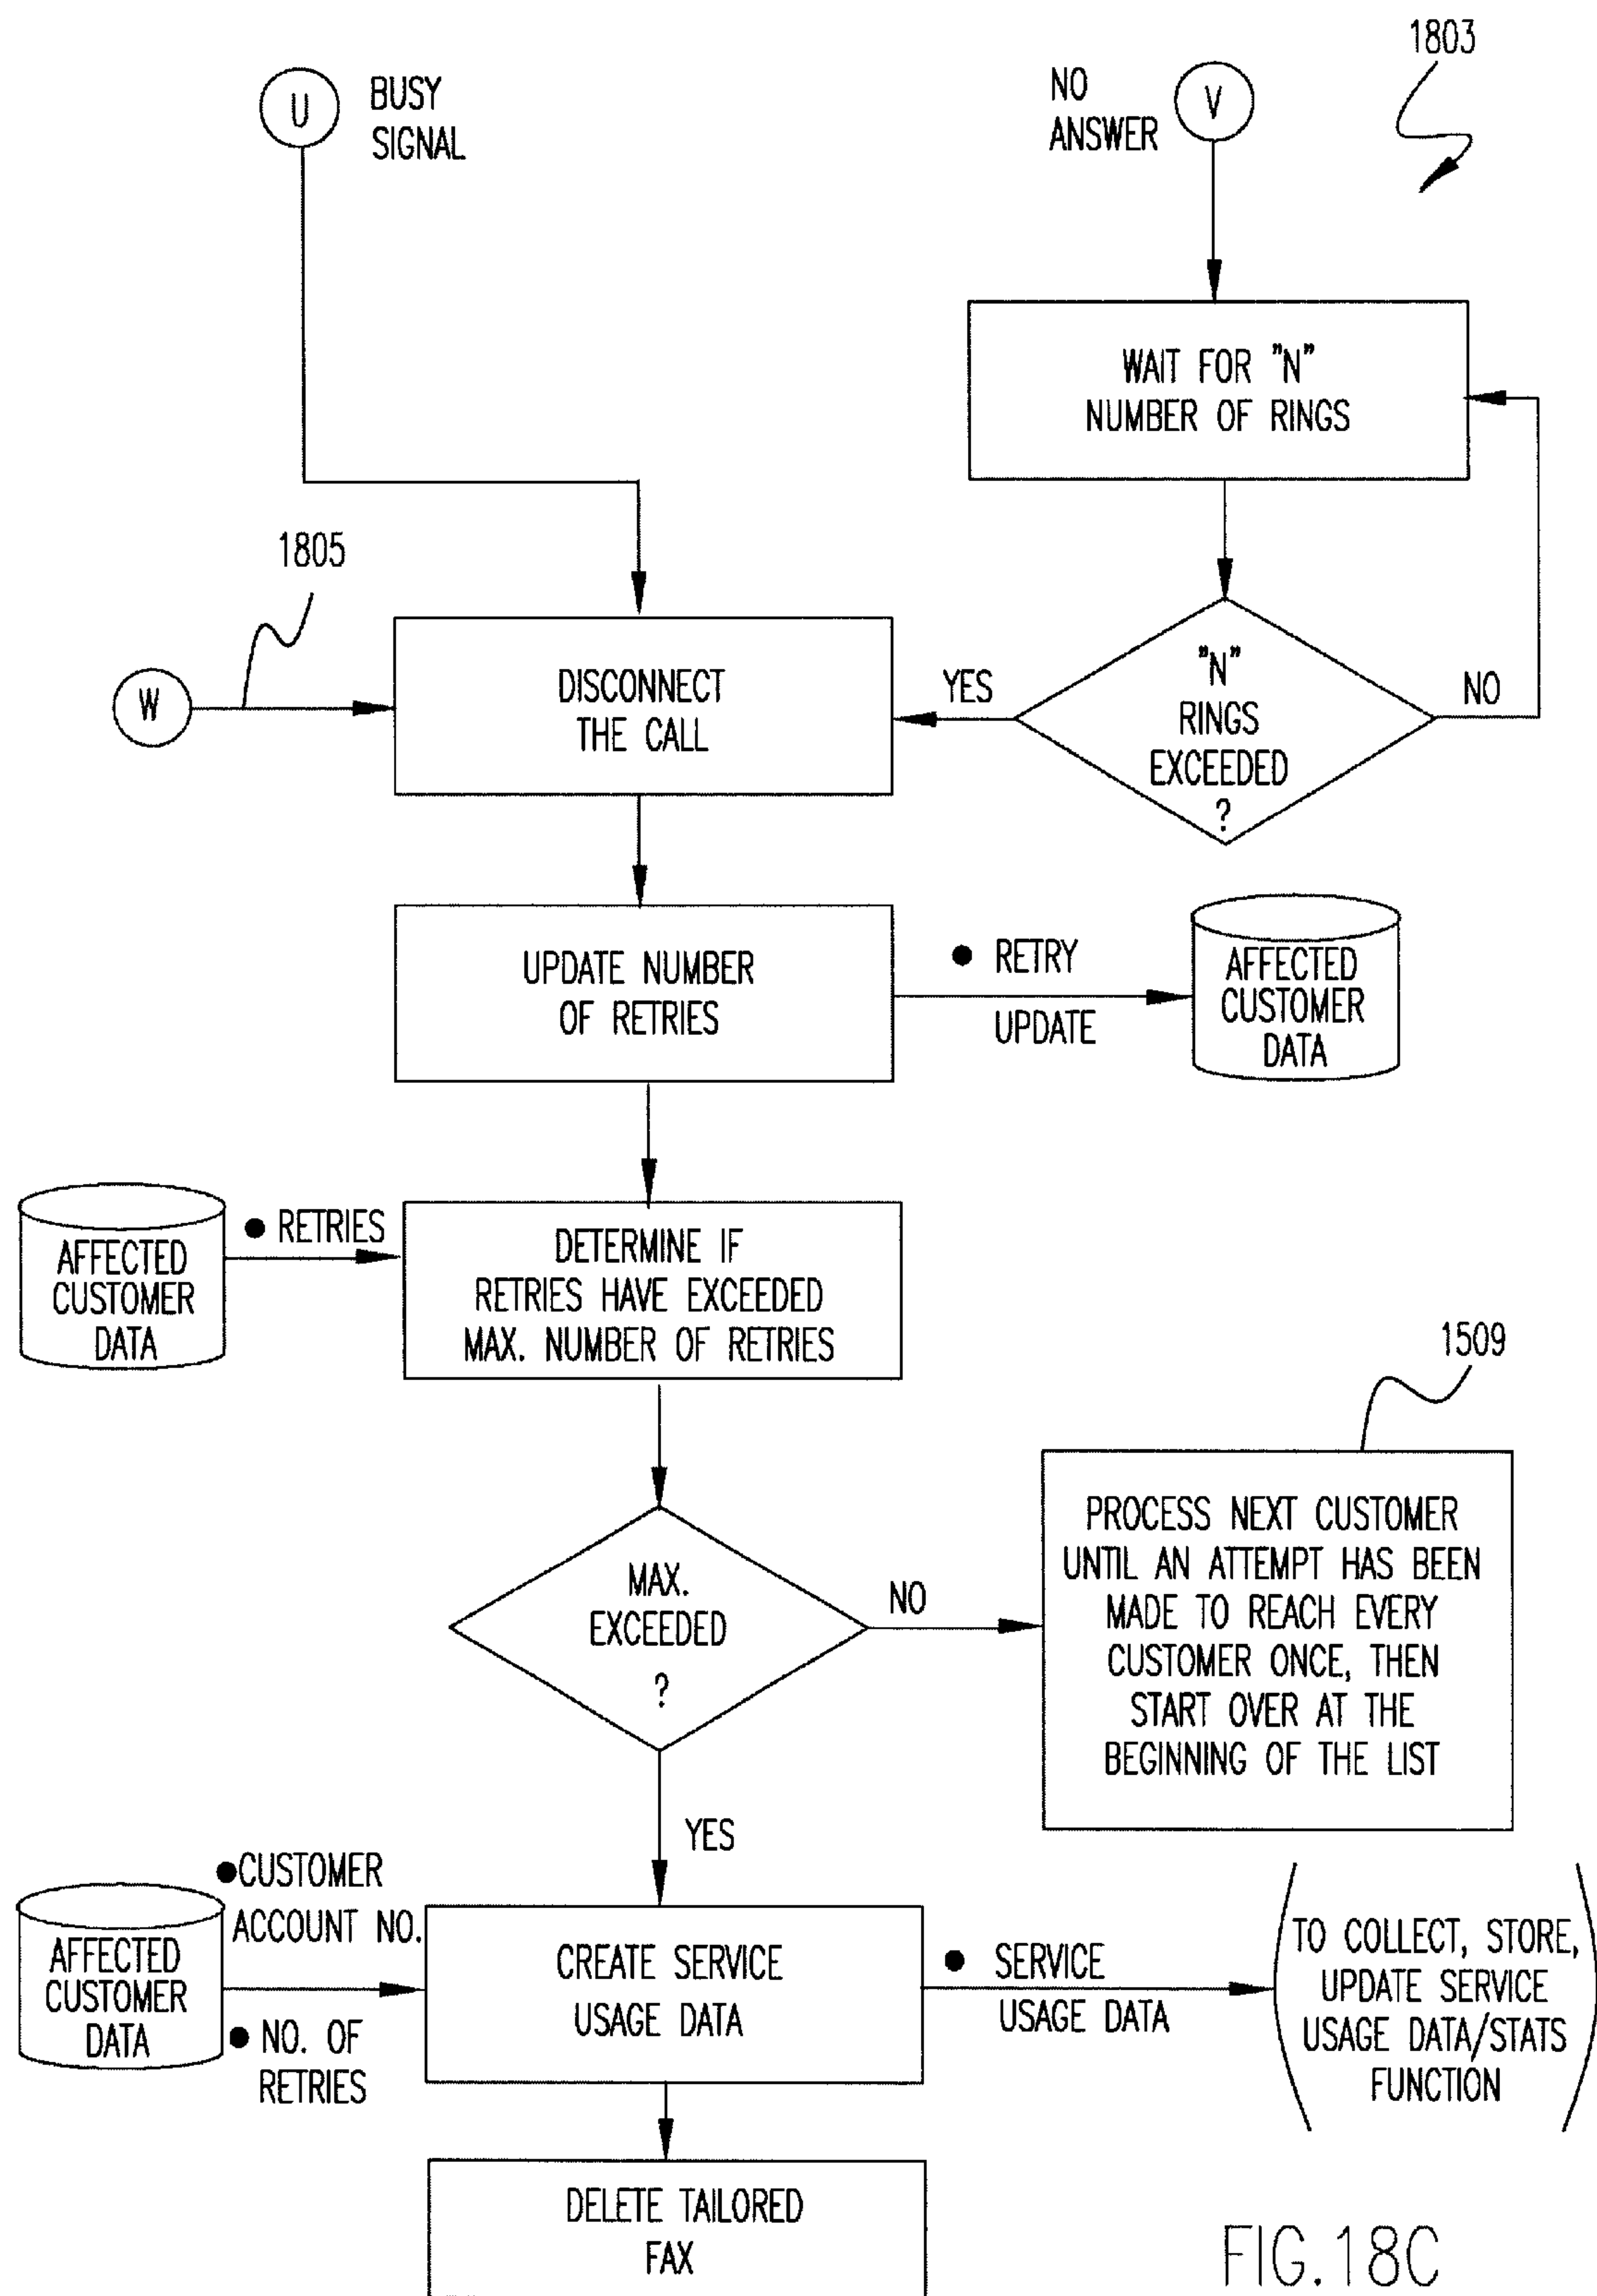 1803
U
BUSY
SIGNAL
NO
ANSWER
V
WAIT FOR "N"
NUMBER OF RINGS
1805
W
DISCONNECT
THE CALL
YES
"N"
RINGS
EXCEEDED
?
NO
UPDATE NUMBER
OF RETRIES
● RETRY
UPDATE
AFFECTED
CUSTOMER
DATA
AFFECTED
CUSTOMER
DATA
● RETRIES
DETERMINE IF
RETRIES HAVE EXCEEDED
MAX. NUMBER OF RETRIES
1509
MAX.
EXCEEDED
?
NO
PROCESS NEXT CUSTOMER
UNTIL AN ATTEMPT HAS BEEN
MADE TO REACH EVERY
CUSTOMER ONCE, THEN
START OVER AT THE
BEGINNING OF THE LIST
YES
AFFECTED
CUSTOMER
DATA
●CUSTOMER
ACCOUNT NO.
● NO. OF
RETRIES
CREATE SERVICE
USAGE DATA
● SERVICE
USAGE DATA
TO COLLECT, STORE,
UPDATE SERVICE
USAGE DATA/STATS
FUNCTION
DELETE TAILORED
FAX
FIG.18C